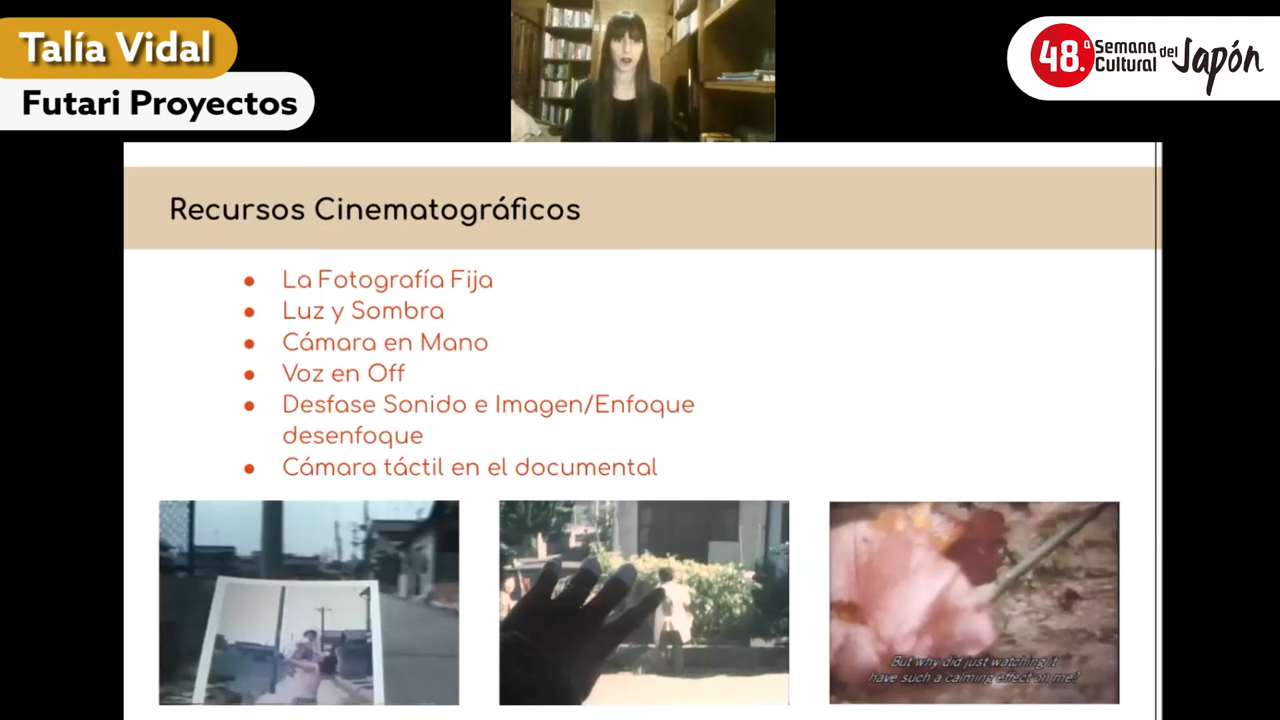 Talía Vidal
Futari Proyectos
48.ª Semana del Japón
Cultural
Recursos Cinematográficos
● La Fotografía Fija
● Luz y Sombra
● Cámara en Mano
● Voz en Off
● Desfase Sonido e Imagen/Enfoque
desenfoque
● Cámara táctil en el documental
But why did just watching it
have such a calming effect on me?